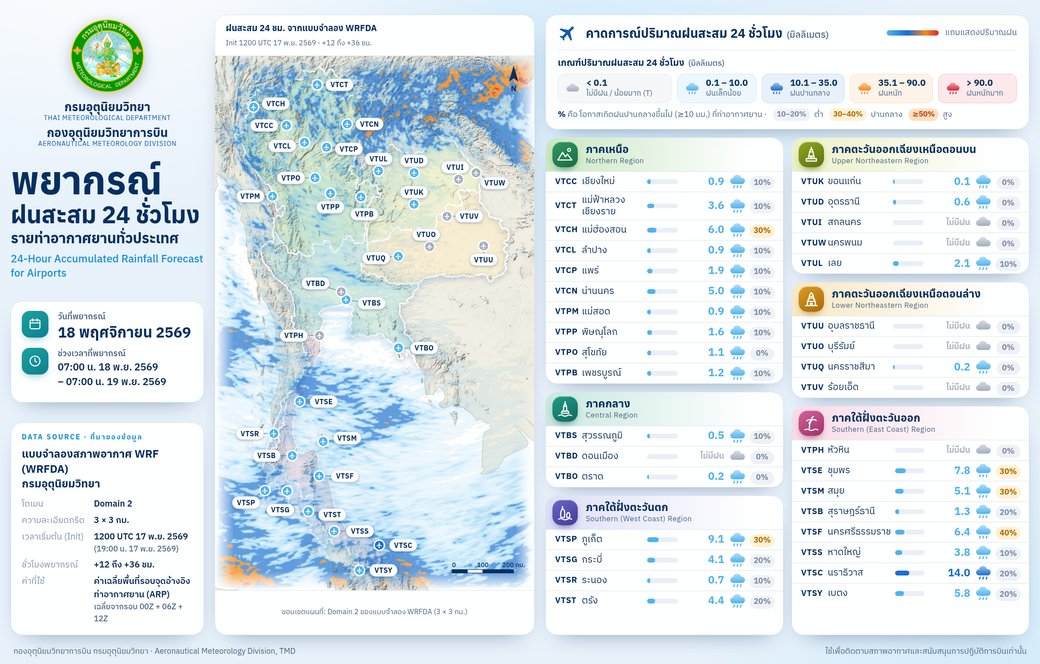 กรมอุตุนิยมวิทยา
METEOROLOGICAL DEPARTMENT
กรมอุตุนิยมวิทยา
THAI METEOROLOGICAL DEPARTMENT
กองอุตุนิยมวิทยาการบิน
AERONAUTICAL METEOROLOGY DIVISION
พยากรณ์
ฝนสะสม 24 ชั่วโมง
รายท่าอากาศยานทั่วประเทศ
24-Hour Accumulated Rainfall Forecast
for Airports
วันที่พยากรณ์
18 พฤศจิกายน 2569
ช่วงเวลาที่พยากรณ์
07:00 น. 18 พ.ย. 2569
– 07:00 น. 19 พ.ย. 2569
DATA SOURCE · ที่มาของข้อมูล
แบบจำลองสภาพอากาศ WRF
(WRFDA)
กรมอุตุนิยมวิทยา
โดเมน Domain 2
ความละเอียดกริด 3 × 3 กม.
เวลาเริ่มต้น (Init) 1200 UTC 17 พ.ย. 2569
(19:00 น. 17 พ.ย. 2569)
ชั่วโมงพยากรณ์ +12 ถึง +36 ชม.
ค่าที่ใช้ ค่าเฉลี่ยพื้นที่รอบจุดอ้างอิง
ท่าอากาศยาน (ARP)
เฉลี่ยจากรอบ 00Z + 06Z +
12Z
ฝนสะสม 24 ชม. จากแบบจำลอง WRFDA
Init 1200 UTC 17 พ.ย. 2569 · +12 ถึง +36 ชม.
N
VTCT
VTCH
VTCC
VTCN
VTCL
VTCP
VTUL
VTUD
VTUI
VTPO
VTUW
VTPM
VTUK
VTPP
VTPB
VTUV
VTUO
VTUQ
VTUU
VTBD
VTBS
VTPH
VTBO
VTSE
VTSR
VTSM
VTSB
VTSF
VTSP
VTSG
VTST
VTSS
VTSC
VTSY
0 100 200 กม.
ขอบเขตแผนที่: Domain 2 ของแบบจำลอง WRFDA (3 × 3 กม.)
คาดการณ์ปริมาณฝนสะสม 24 ชั่วโมง (มิลลิเมตร)
แถบแสดงปริมาณฝน
เกณฑ์ปริมาณฝนสะสม 24 ชั่วโมง (มิลลิเมตร)
< 0.1
ไม่มีฝน / น้อยมาก (T)
0.1 – 10.0
ฝนเล็กน้อย
10.1 – 35.0
ฝนปานกลาง
35.1 – 90.0
ฝนหนัก
> 90.0
ฝนหนักมาก
% คือ โอกาสเกิดฝนปานกลางขึ้นไป (≥10 มม.) ที่ท่าอากาศยาน · 10–20% ต่ำ 30–40% ปานกลาง ≥50% สูง
ภาคเหนือ
Northern Region
VTCC เชียงใหม่ 0.9 10%
VTCT แม่ฟ้าหลวง เชียงราย 3.6 10%
VTCH แม่ฮ่องสอน 6.0 30%
VTCL ลำปาง 0.9 10%
VTCP แพร่ 1.9 10%
VTCN น่านนคร 5.0 10%
VTPM แม่สอด 0.9 10%
VTPP พิษณุโลก 1.6 10%
VTPO สุโขทัย 1.1 0%
VTPB เพชรบูรณ์ 1.2 10%
ภาคกลาง
Central Region
VTBS สุวรรณภูมิ 0.5 10%
VTBD ดอนเมือง ไม่มีฝน 0%
VTBO ตราด 0.2 0%
ภาคใต้ฝั่งตะวันตก
Southern (West Coast) Region
VTSP ภูเก็ต 9.1 30%
VTSG กระบี่ 4.1 20%
VTSR ระนอง 0.7 10%
VTST ตรัง 4.4 20%
ภาคตะวันออกเฉียงเหนือตอนบน
Upper Northeastern Region
VTUK ขอนแก่น 0.1 0%
VTUD อุดรธานี 0.6 0%
VTUI สกลนคร ไม่มีฝน 0%
VTUW นครพนม ไม่มีฝน 0%
VTUL เลย 2.1 10%
ภาคตะวันออกเฉียงเหนือตอนล่าง
Lower Northeastern Region
VTUU อุบลราชธานี ไม่มีฝน 0%
VTUO บุรีรัมย์ ไม่มีฝน 0%
VTUQ นครราชสีมา 0.2 0%
VTUV ร้อยเอ็ด ไม่มีฝน 0%
ภาคใต้ฝั่งตะวันออก
Southern (East Coast) Region
VTPH หัวหิน ไม่มีฝน 0%
VTSE ชุมพร 7.8 30%
VTSM สมุย 5.1 30%
VTSB สุราษฎร์ธานี 1.3 20%
VTSF นครศรีธรรมราช 6.4 40%
VTSS หาดใหญ่ 3.8 10%
VTSC นราธิวาส 14.0 20%
VTSY เบตง 5.8 20%
กองอุตุนิยมวิทยาการบิน กรมอุตุนิยมวิทยา · Aeronautical Meteorology Division, TMD
ใช้เพื่อติดตามสภาพอากาศและสนับสนุนการปฏิบัติการบินเท่านั้น